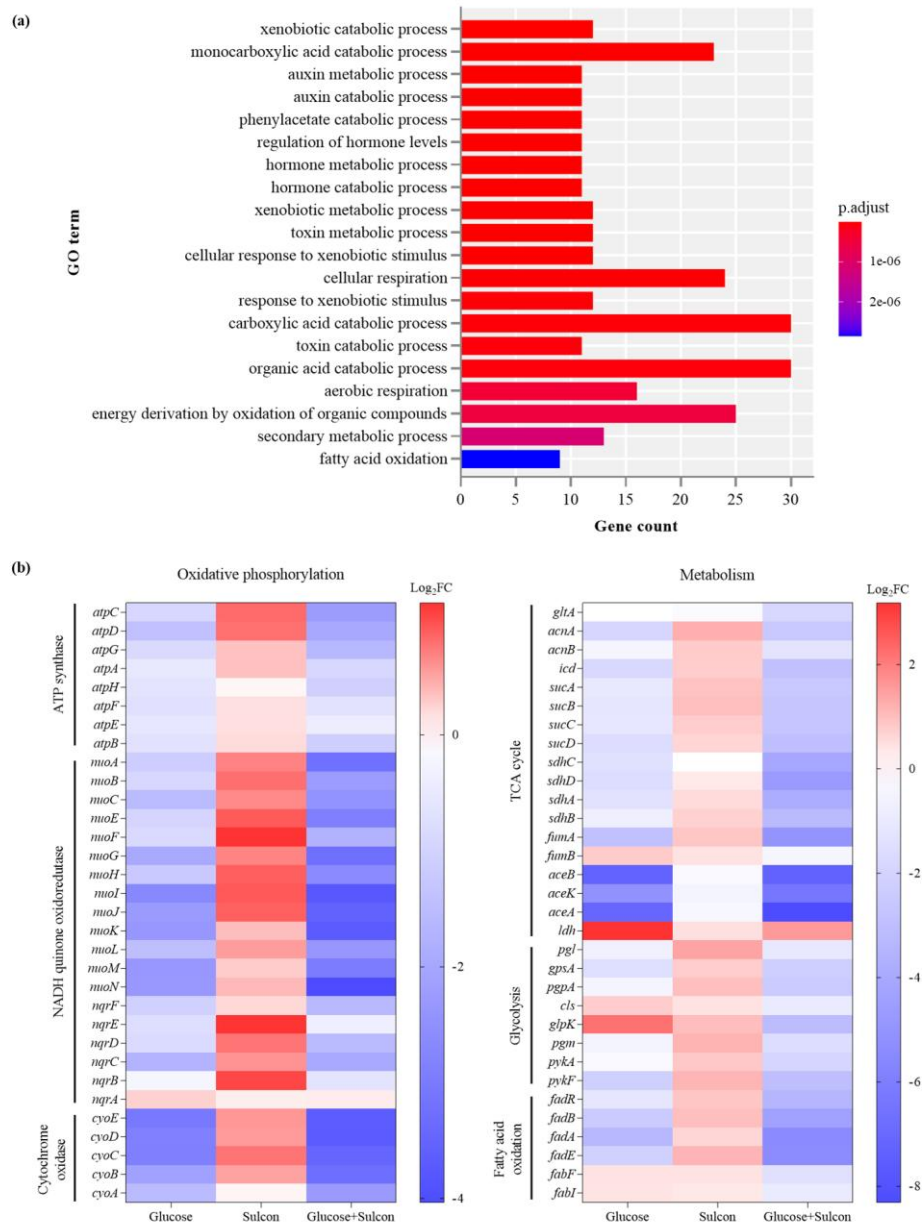 (a)
xenobiotic catabolic process
monocarboxylic acid catabolic process
auxin metabolic process
auxin catabolic process
phenylacetate catabolic process
regulation of hormone levels
hormone metabolic process
hormone catabolic process
xenobiotic metabolic process
toxin metabolic process
cellular response to xenobiotic stimulus
cellular respiration
response to xenobiotic stimulus
carboxylic acid catabolic process
toxin catabolic process
organic acid catabolic process
aerobic respiration
energy derivation by oxidation of organic compounds
secondary metabolic process
fatty acid oxidation
GO term
0 5 10 15 20 25 30
Gene count
p.adjust
1e-06
2e-06
(b)
Oxidative phosphorylation
Log₂FC
0
-2
-4
ATP synthase
NADH quinone oxidoredutase
Cytochrome
oxidase
atpC
atpD
atpG
atpA
atpH
atpF
atpE
atpB
nuoA
nuoB
nuoC
nuoE
nuoF
nuoG
nuoH
nuoI
nuoJ
nuoK
nuoL
nuoM
nuoN
nqrF
nqrE
nqrD
nqrC
nqrB
nqrA
cyoE
cyoD
cyoC
cyoB
cyoA
Glucose Sulcon Glucose+Sulcon
Metabolism
Log₂FC
2
0
-2
-4
-6
-8
TCA cycle
Glycolysis
Fatty acid
oxidation
gltA
acnA
acnB
icd
sucA
sucB
sucC
sucD
sdhC
sdhD
sdhA
sdhB
fumA
fumB
aceB
aceK
aceA
ldh
pgl
gpsA
pgpA
cls
glpK
pgm
pykA
pykF
fadR
fadB
fadA
fadE
fabF
fabI
Glucose Sulcon Glucose+Sulcon